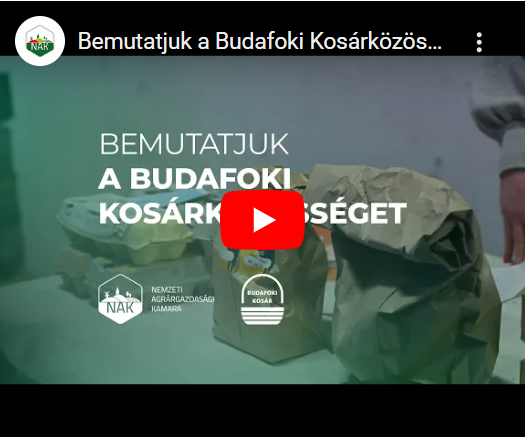 NAK
Bemutatjuk a Budafoki Kosárközös...
BEMUTATJUK
A BUDAFOKI
KOSÁRK SSÉGET
NAK
NEMZETI
AGRÁRGAZDASÁGI
KAMARA
BUDAFOKI
KOSÁR